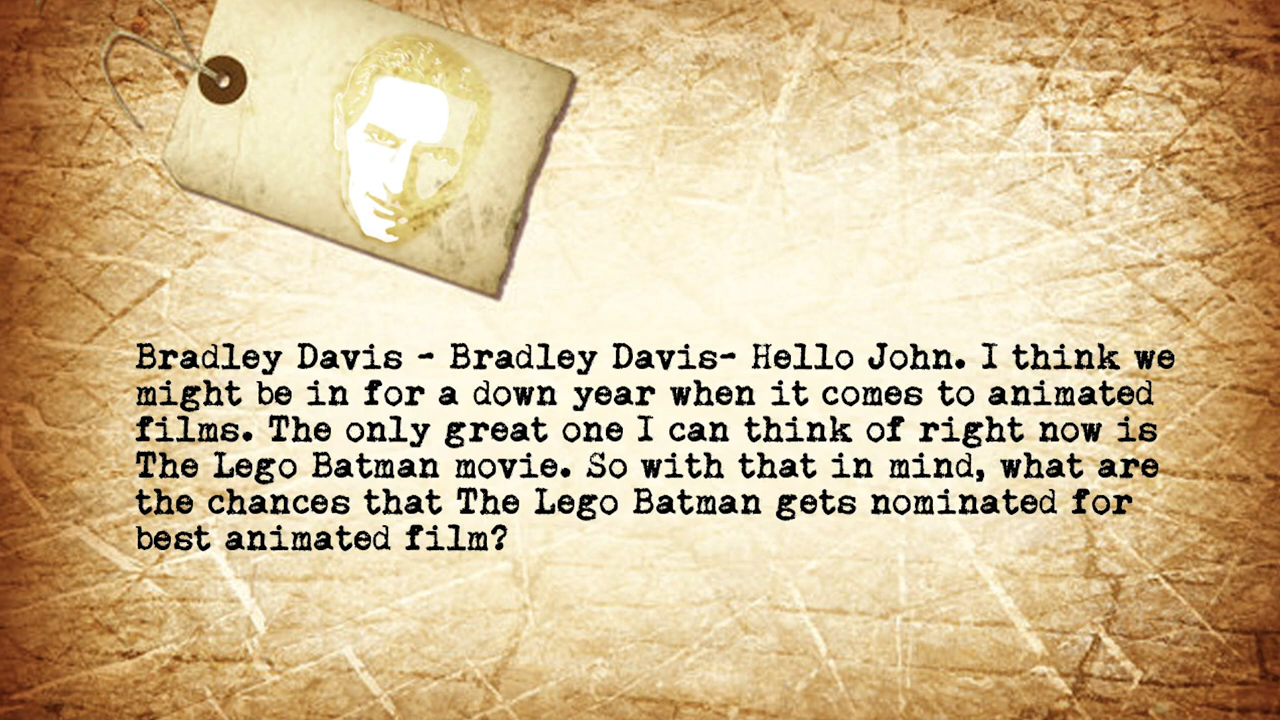 Bradley Davis - Bradley Davis- Hello John. I think we
might be in for a down year when it comes to animated
films. The only great one I can think of right now is
The Lego Batman movie. So with that in mind, what are
the chances that The Lego Batman gets nominated for
best animated film?